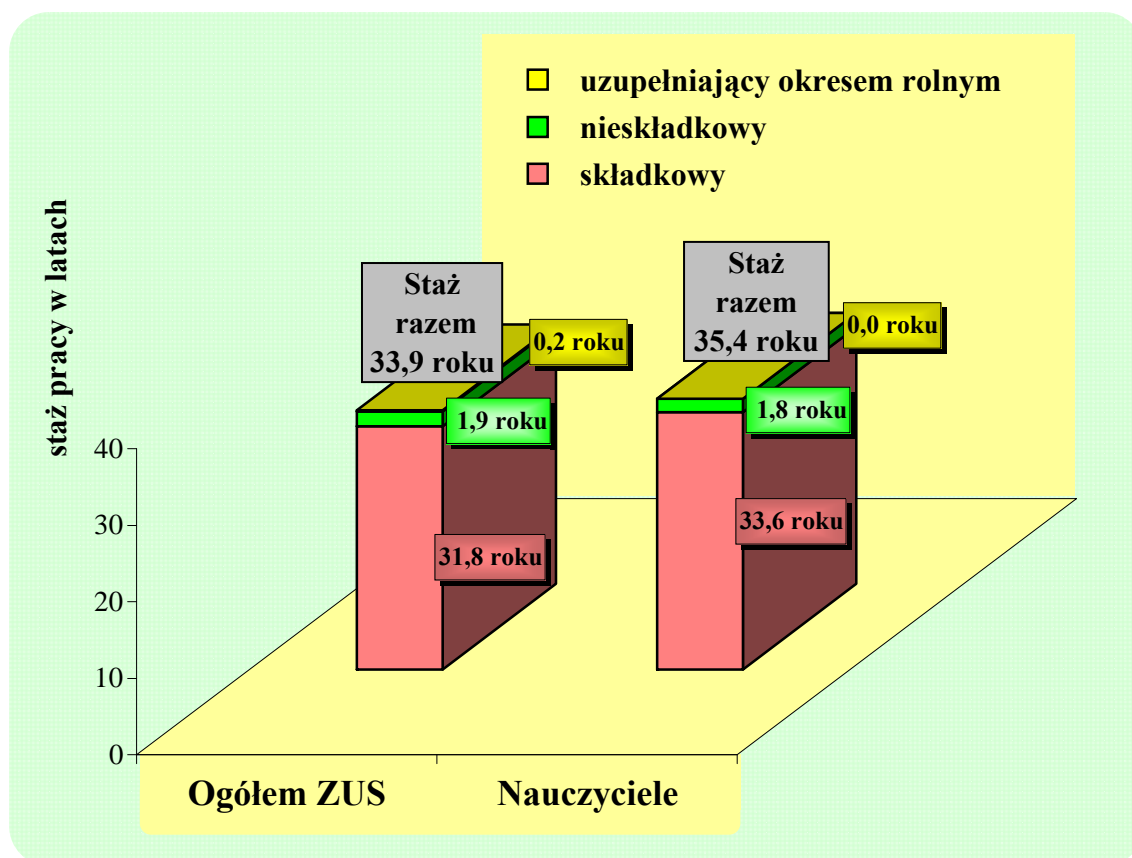 uzupełniający okresem rolnym
nieskładkowy
składkowy
staż pracy w latach
Staż
razem
33,9 roku
0,2 roku
1,9 roku
31,8 roku
Staż
razem
35,4 roku
0,0 roku
1,8 roku
33,6 roku
40
30
20
10
0
Ogółem ZUS
Nauczyciele